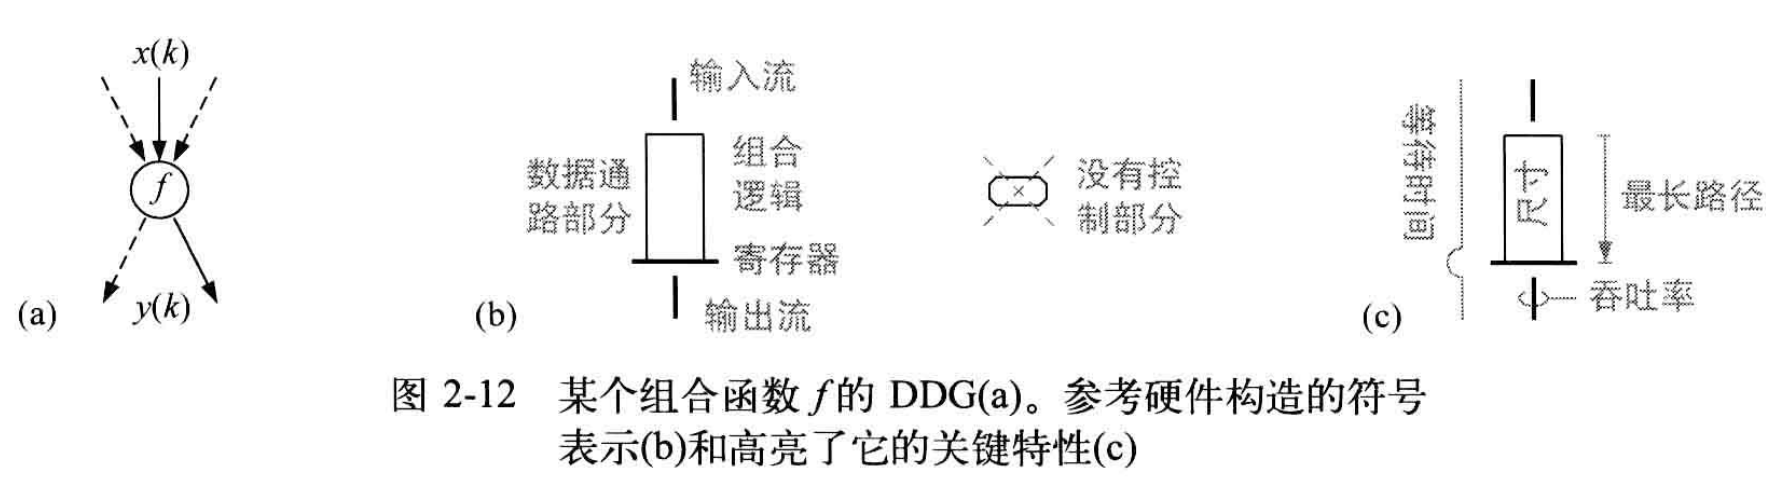 x(k)
f
y(k)
(a)
输入流
数据通
路部分
组合
逻辑
寄存器
输出流
(b)
没有控
制部分
等待时间
尺寸
最长路径
吞吐率
(c)
图 2-12 某个组合函数 f 的 DDG(a)。参考硬件构造的符号
表示(b)和高亮了它的关键特性(c)